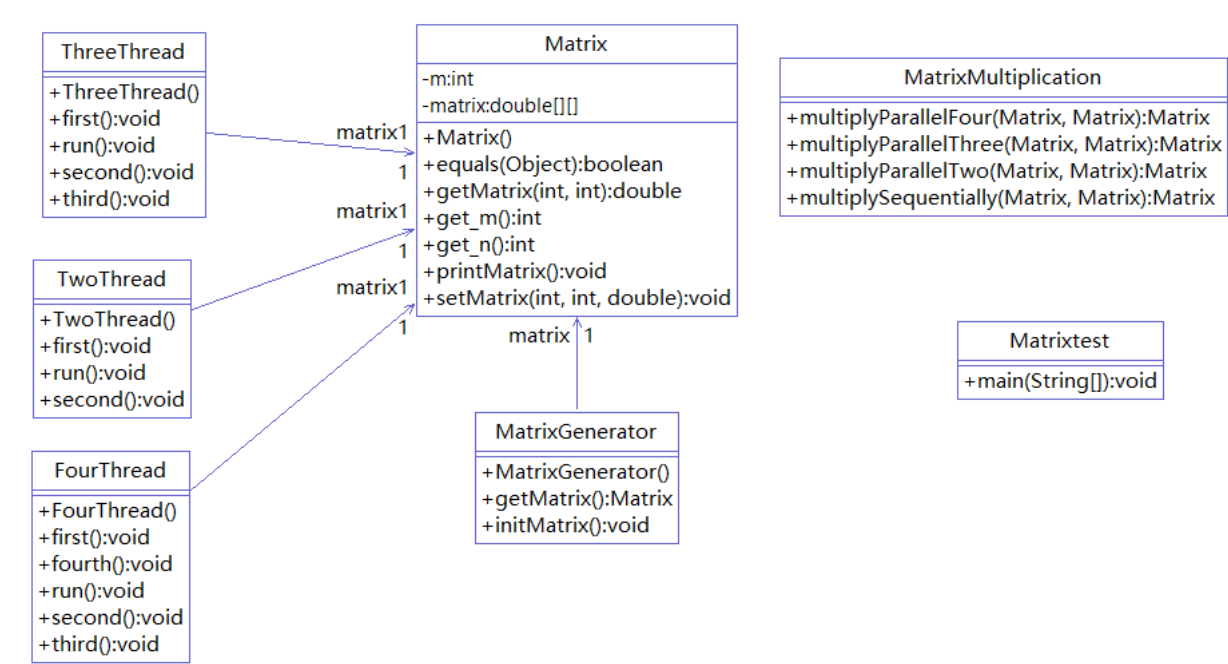 ThreeThread
+ThreeThread()
+first():void
+run():void
+second():void
+third():void
matrix1
1
Matrix
-m:int
-matrix:double[][]
+Matrix()
+equals(Object):boolean
+getMatrix(int, int):double
+get_m():int
+get_n():int
+printMatrix():void
+setMatrix(int, int, double):void
MatrixMultiplication
+multiplyParallelFour(Matrix, Matrix):Matrix
+multiplyParallelThree(Matrix, Matrix):Matrix
+multiplyParallelTwo(Matrix, Matrix):Matrix
+multiplySequentially(Matrix, Matrix):Matrix
TwoThread
+TwoThread()
+first():void
+run():void
+second():void
matrix1
1
matrix1
1
matrix 1
Matrixtest
+main(String[]):void
FourThread
+FourThread()
+first():void
+fourth():void
+run():void
+second():void
+third():void
MatrixGenerator
+MatrixGenerator()
+getMatrix():Matrix
+initMatrix():void